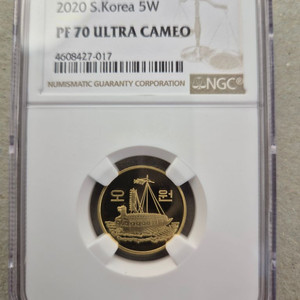 2020 S.Korea 5W
PF 70 ULTRA CAMEO
4608427-017
NUMISMATIC GUARANTY CORPORATION
NGC
오 원